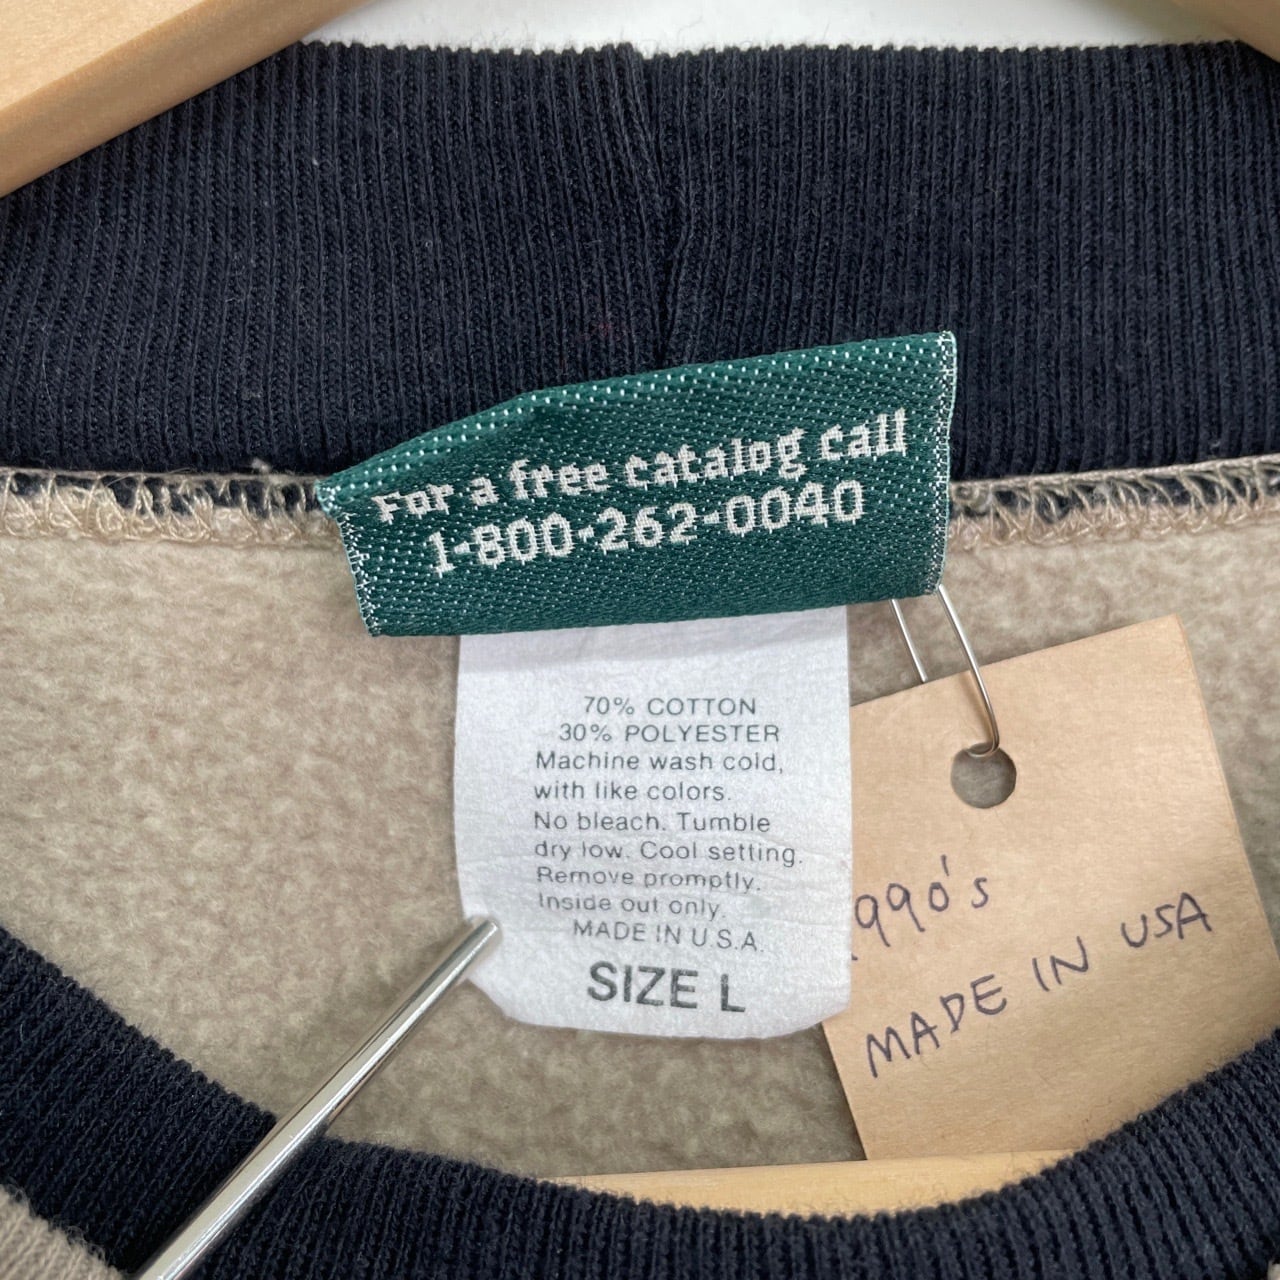 For a free catalog call
1-800-262-0040
70% COTTON
30% POLYESTER
Machine wash cold,
with like colors.
No bleach. Tumble
dry low. Cool setting.
Remove promptly.
Inside out only.
MADE IN U.S.A.
SIZE L
1990's
MADE IN USA